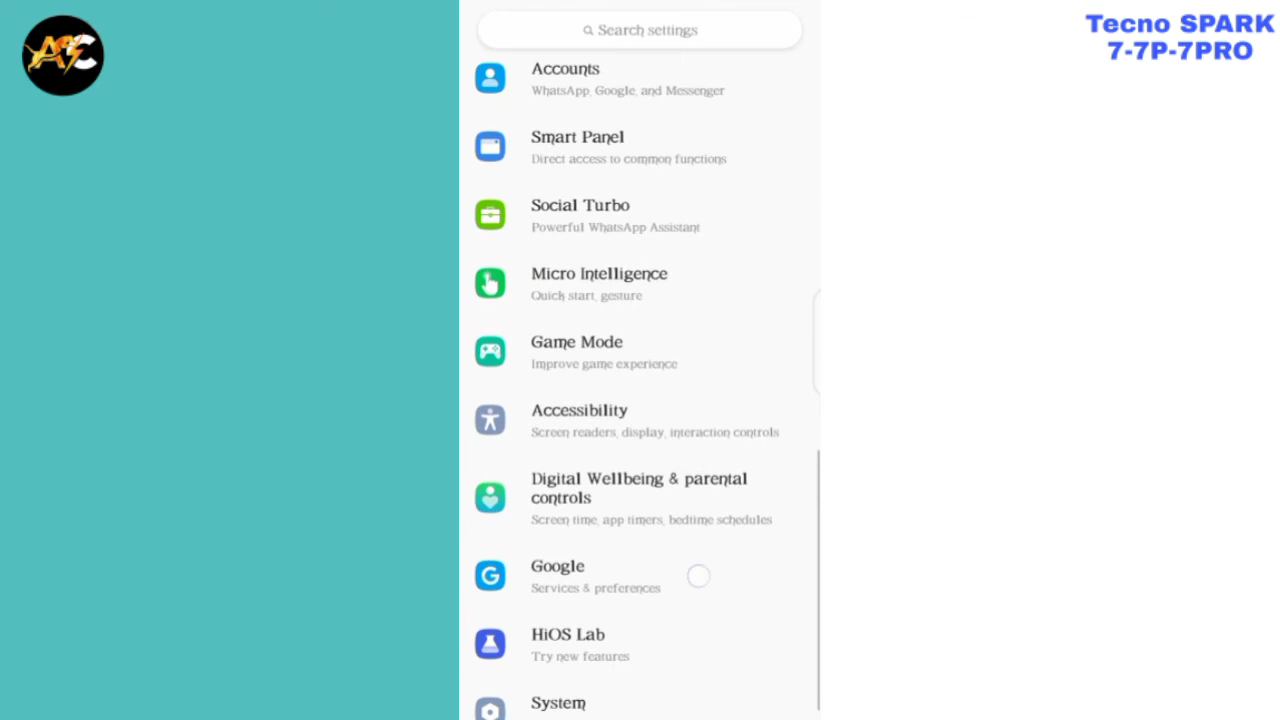 AC
Tecno SPARK
7-7P-7PRO
Search settings
Accounts
WhatsApp, Google, and Messenger
Smart Panel
Direct access to common functions
Social Turbo
Powerful WhatsApp Assistant
Micro Intelligence
Quick start, gesture
Game Mode
Improve game experience
Accessibility
Screen readers, display, interaction controls
Digital Wellbeing & parental
controls
Screen time, app timers, bedtime schedules
Google
Services & preferences
HiOS Lab
Try new features
System